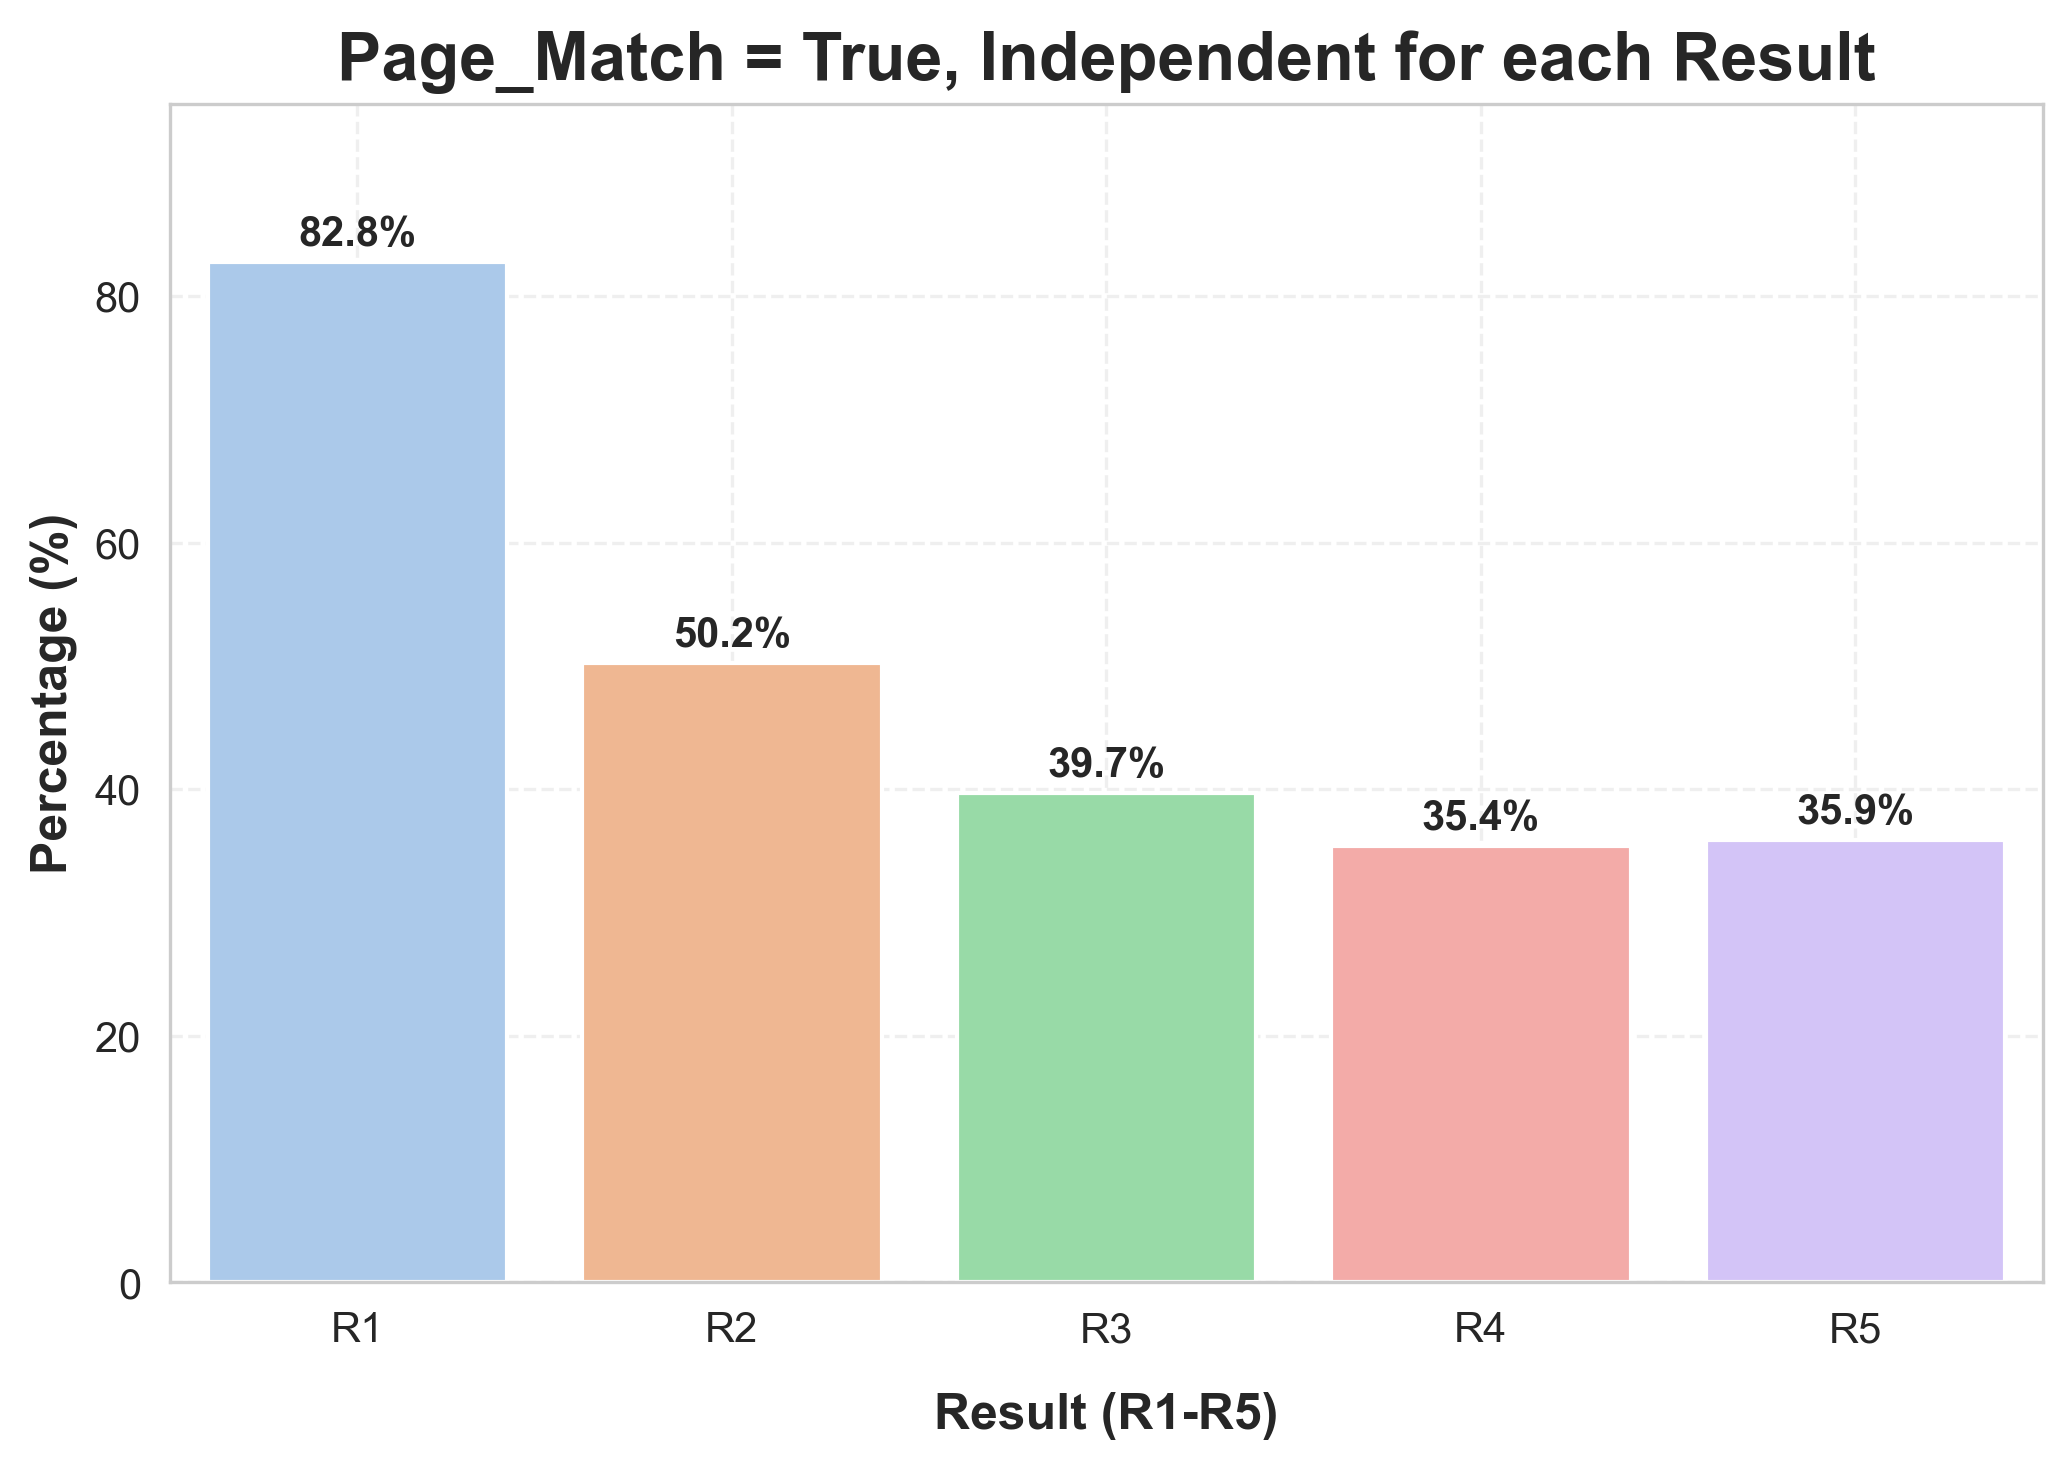 Page_Match = True, Independent for each Result
Percentage (%)
80
60
40
20
0
82.8%
50.2%
39.7%
35.4%
35.9%
R1
R2
R3
R4
R5
Result (R1-R5)